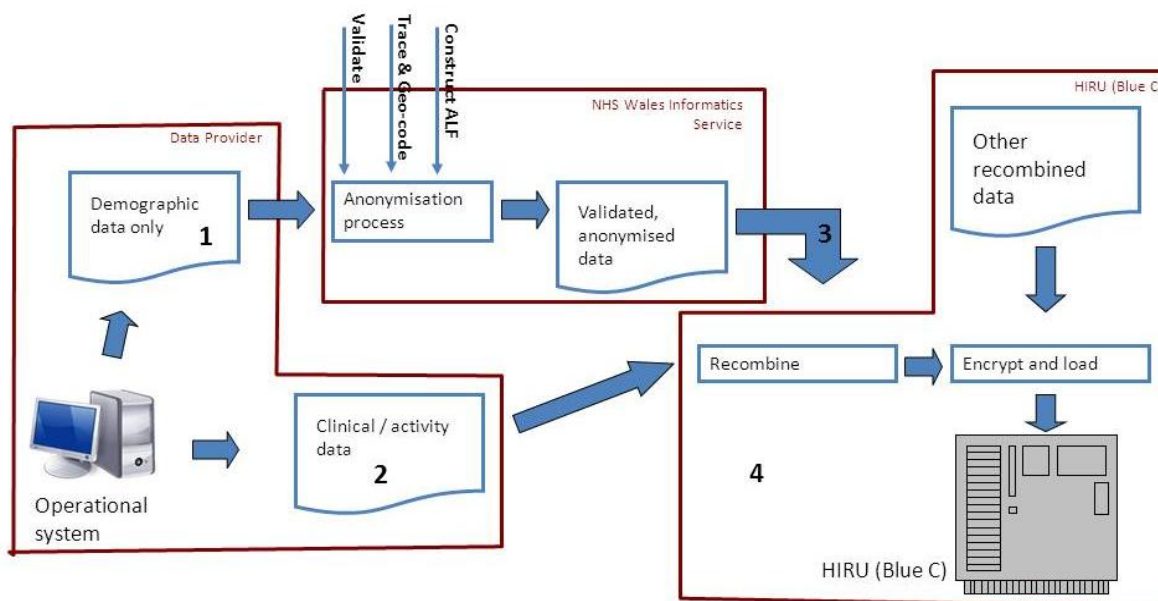 Validate
Trace & Geo-code
Construct ALF
Data Provider
NHS Wales Informatics
Service
HIRU (Blue C)
Demographic
data only
1
Anonymisation
process
Validated,
anonymised
data
3
Other
recombined
data
Operational
system
Clinical / activity
data
2
Recombine
Encrypt and load
4
HIRU (Blue C)